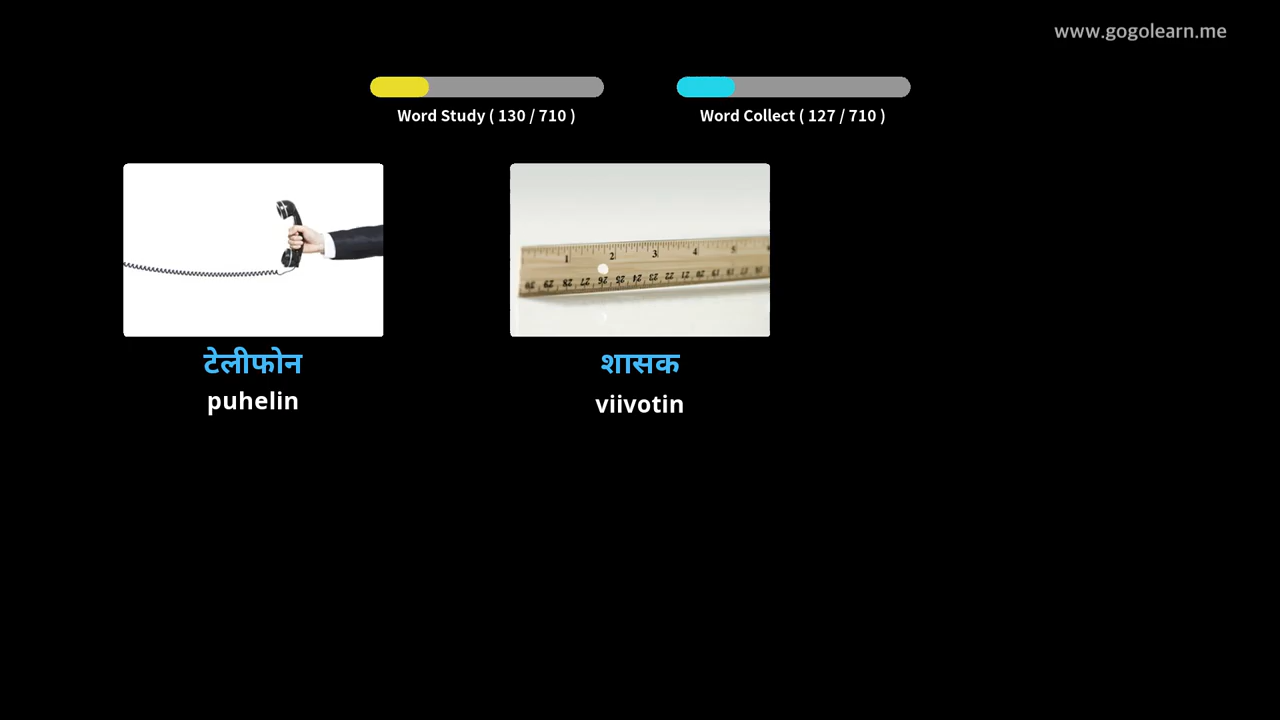 www.gogolearn.me
Word Study ( 130 / 710 )
Word Collect ( 127 / 710 )
टेलीफोन
puhelin
शासक
viivotin